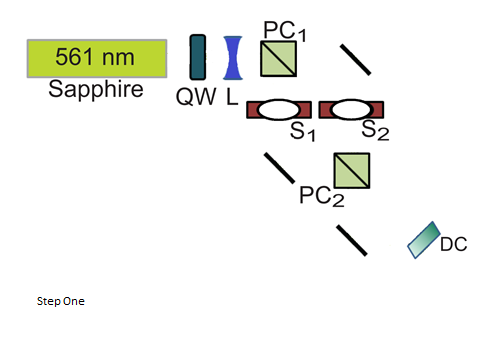 561 nm
Sapphire
QW L
PC1
S1
S2
PC2
DC
Step One